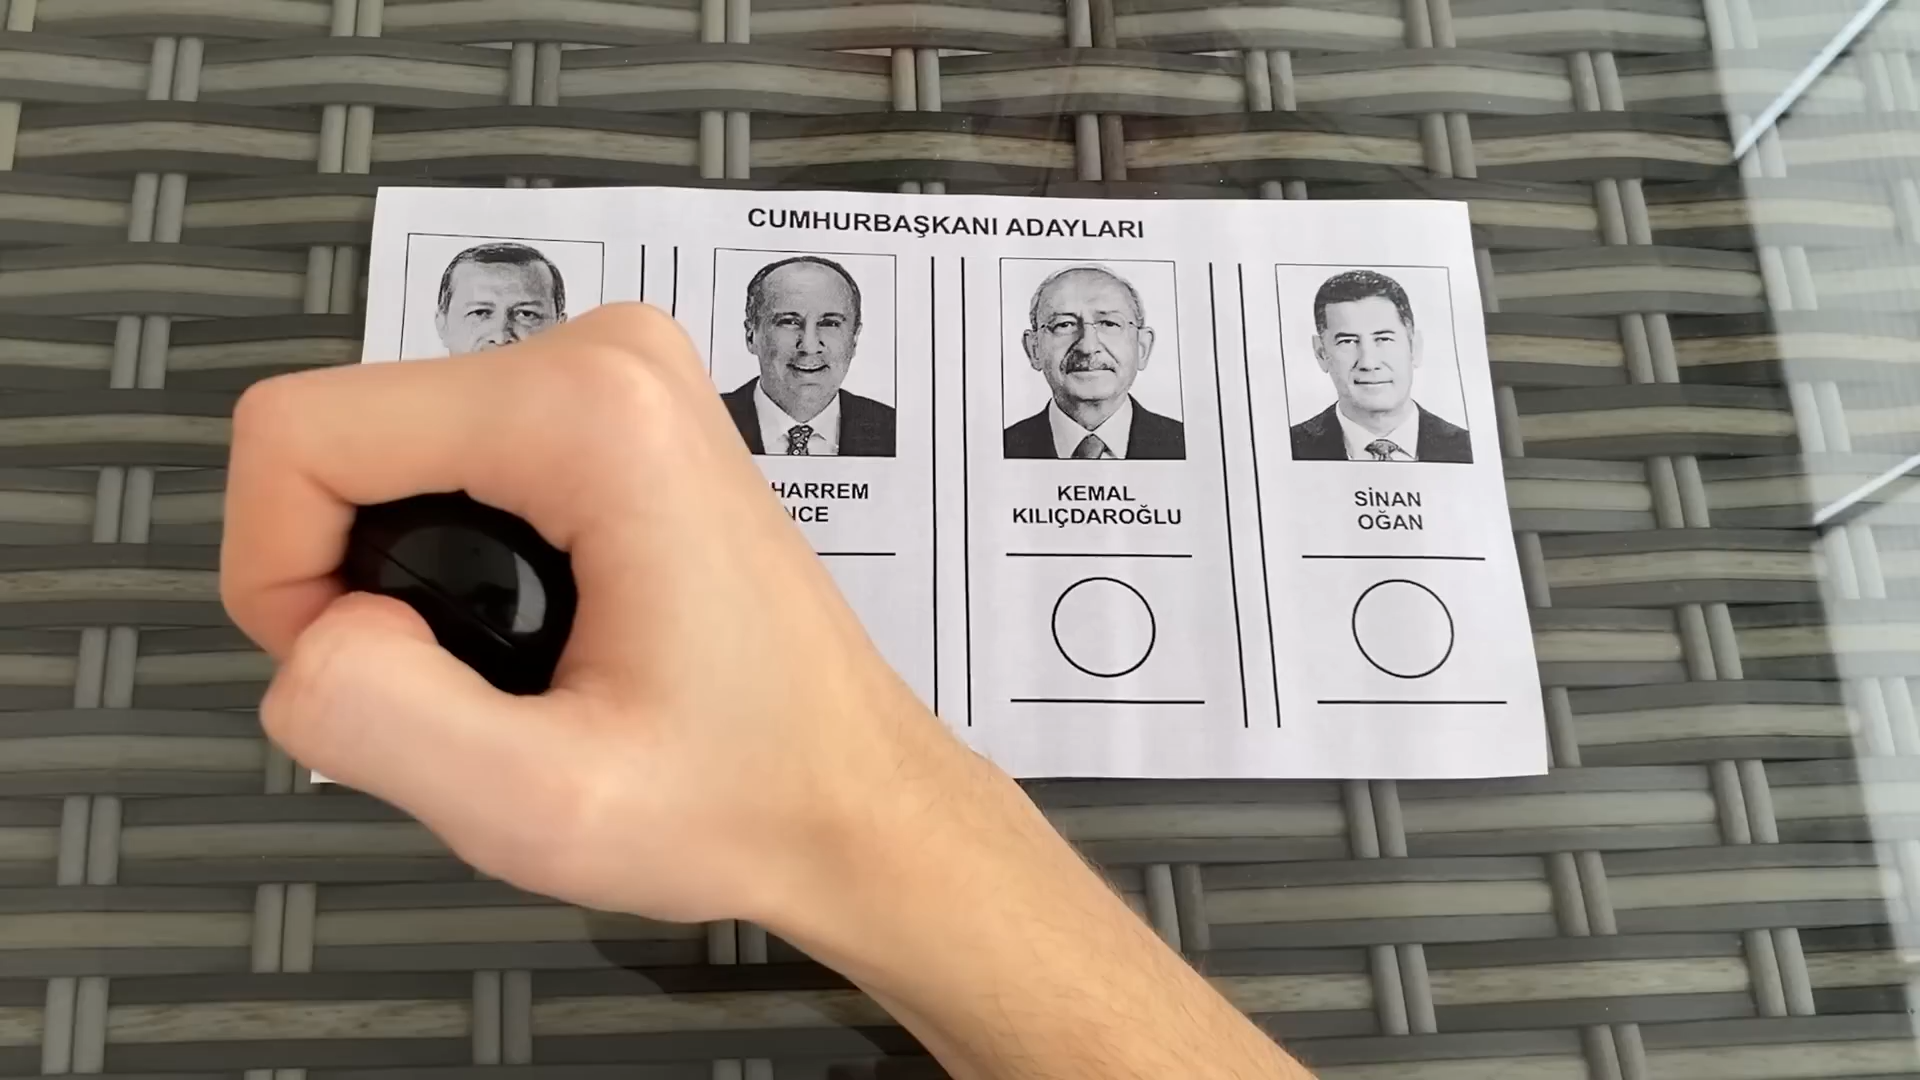 CUMHURBAŞKANI ADAYLARI
HARREM
NCE
KEMAL
KILIÇDAROĞLU
SİNAN
OĞAN